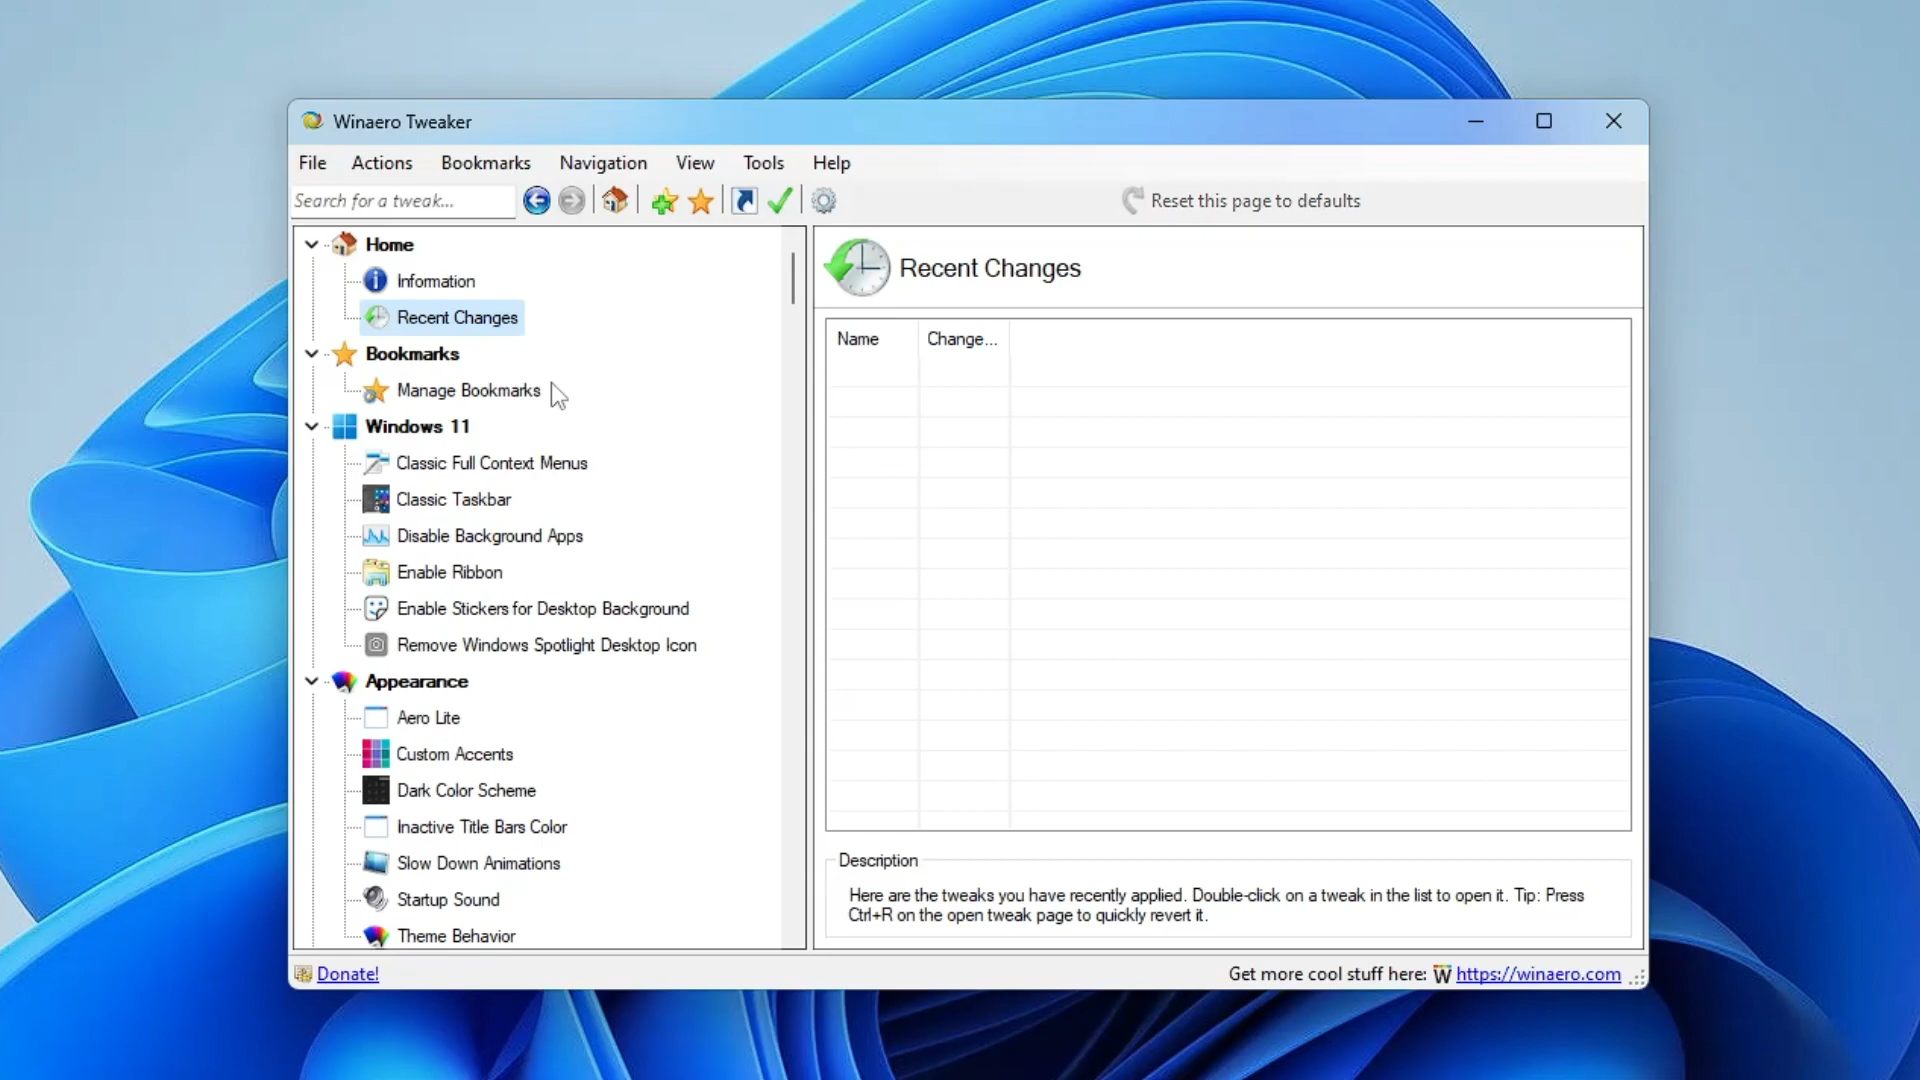 Winaero Tweaker
File Actions Bookmarks Navigation View Tools Help
Search for a tweak...
Reset this page to defaults
Home
Information
Recent Changes
Bookmarks
Manage Bookmarks
Windows 11
Classic Full Context Menus
Classic Taskbar
Disable Background Apps
Enable Ribbon
Enable Stickers for Desktop Background
Remove Windows Spotlight Desktop Icon
Appearance
Aero Lite
Custom Accents
Dark Color Scheme
Inactive Title Bars Color
Slow Down Animations
Startup Sound
Theme Behavior
Recent Changes
Name Change...
Description
Here are the tweaks you have recently applied. Double-click on a tweak in the list to open it. Tip: Press
Ctrl+R on the open tweak page to quickly revert it.
Donate!
Get more cool stuff here: W https://winaero.com